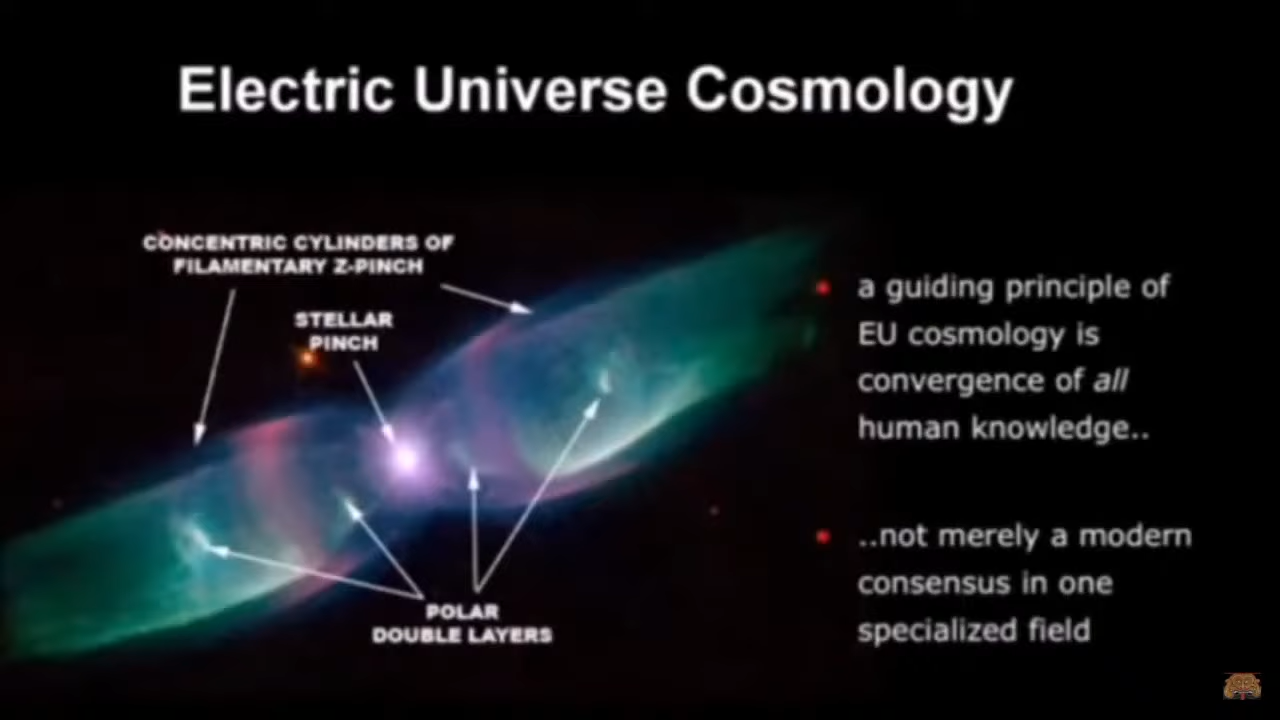 Electric Universe Cosmology
CONCENTRIC CYLINDERS OF
FILAMENTARY Z-PINCH
STELLAR
PINCH
POLAR
DOUBLE LAYERS
a guiding principle of
EU cosmology is
convergence of all
human knowledge..
..not merely a modern
consensus in one
specialized field